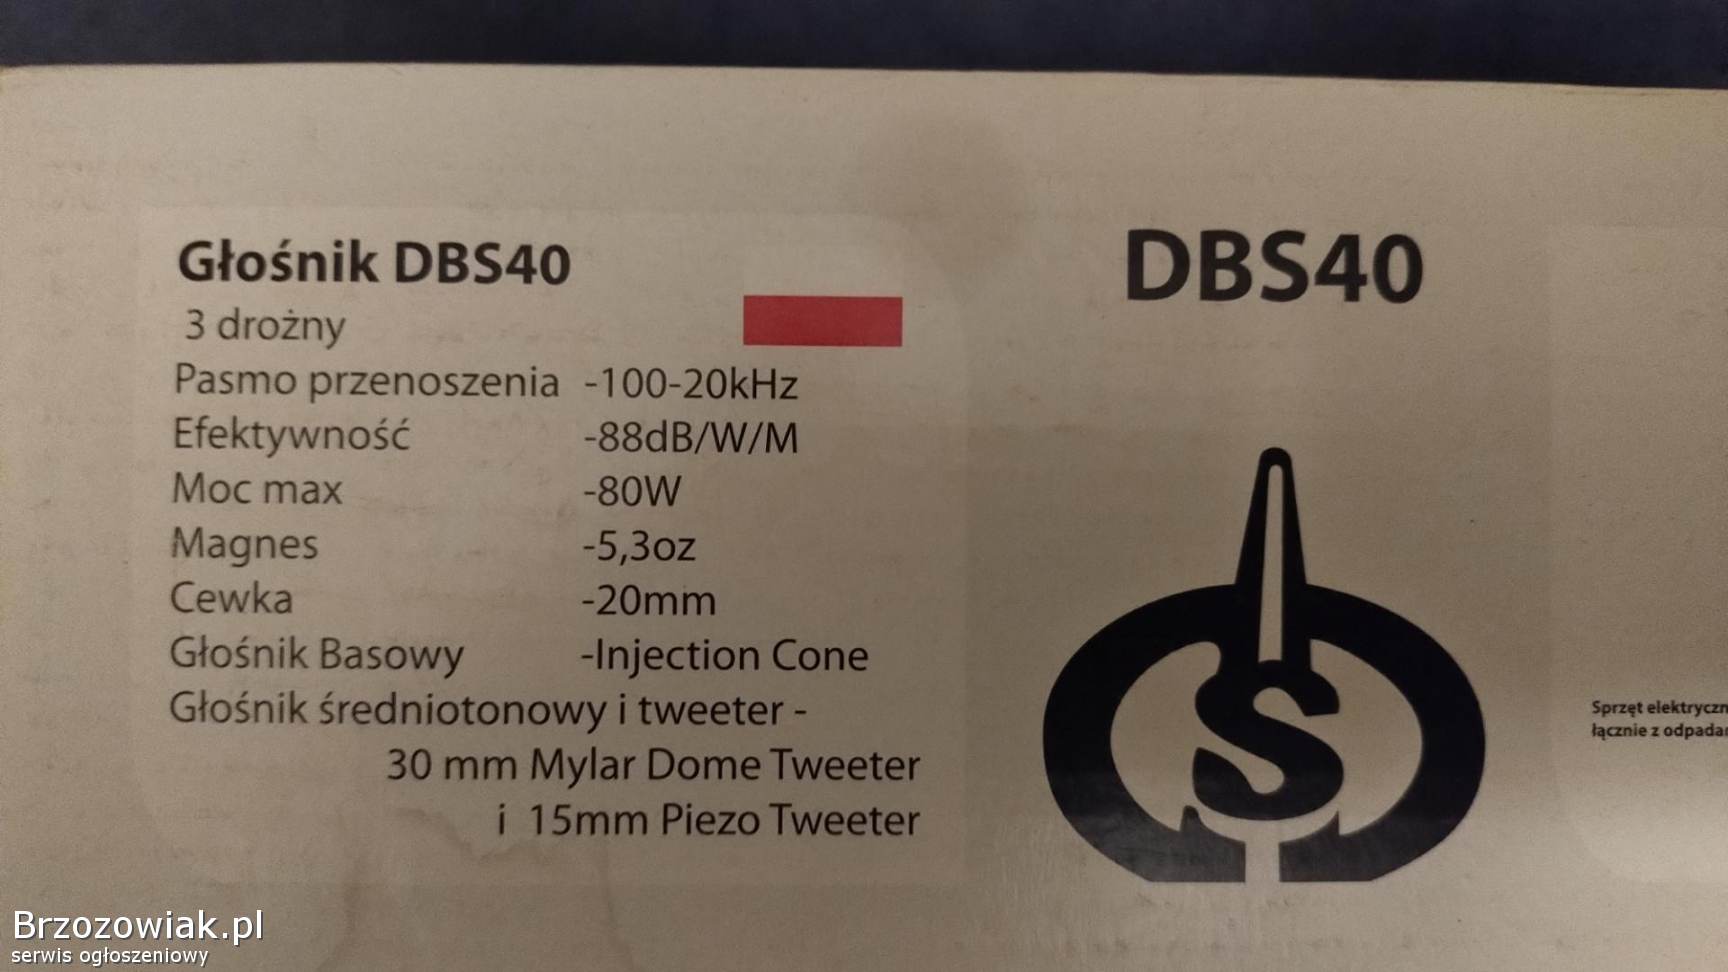 Głośnik DBS40
3 drożny
Pasmo przenoszenia -100-20kHz
Efektywność -88dB/W/M
Moc max -80W
Magnes -5,3oz
Cewka -20mm
Głośnik Basowy -Injection Cone
Głośnik średniotonowy i tweeter -
30 mm Mylar Dome Tweeter
i 15mm Piezo Tweeter
DBS40
S
Sprzęt
łącznie z
Brzozowiak.pl
serwis ogłoszeniowy